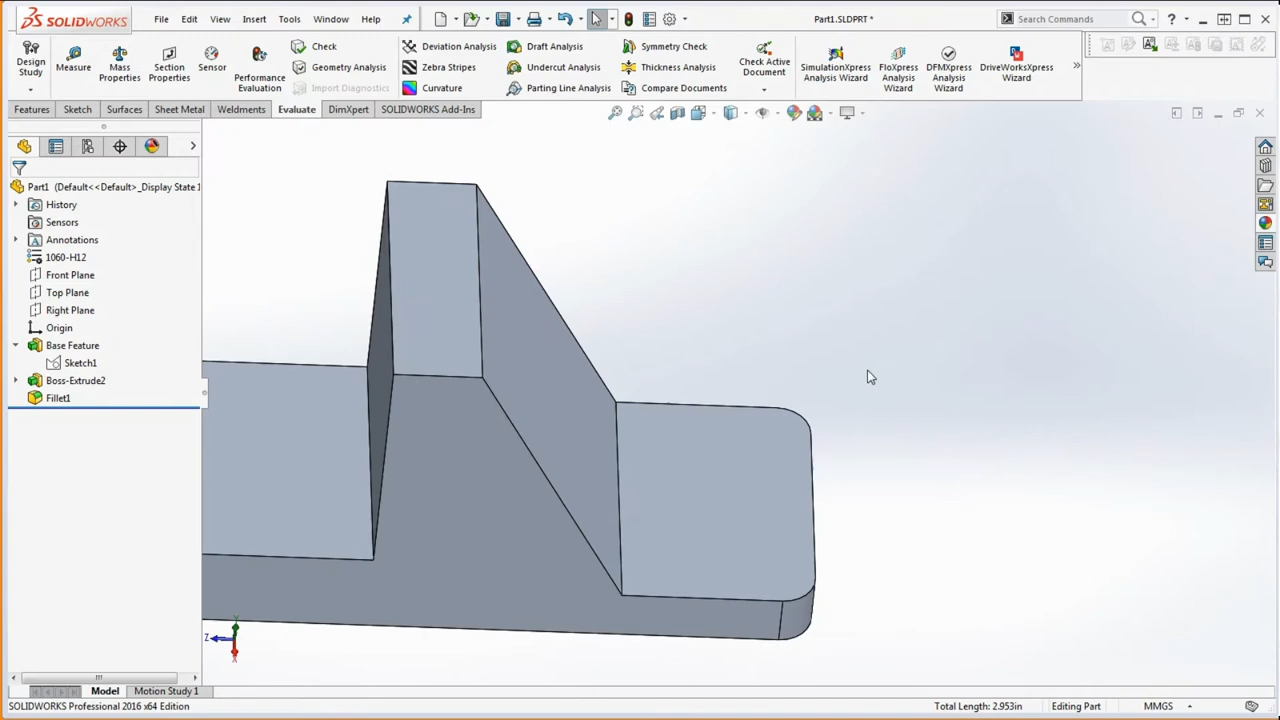 SOLIDWORKS File Edit View Insert Tools Window Help Part1.SLDPRT * Search Commands
Design Study
Measure
Mass Properties
Section Properties
Sensor
Performance Evaluation
Check
Geometry Analysis
Import Diagnostics
Deviation Analysis
Zebra Stripes
Curvature
Draft Analysis
Undercut Analysis
Parting Line Analysis
Symmetry Check
Thickness Analysis
Compare Documents
Check Active Document
SimulationXpress Analysis Wizard
FloXpress Analysis Wizard
DFMXpress Analysis Wizard
DriveWorksXpress Wizard
Features Sketch Surfaces Sheet Metal Weldments Evaluate DimXpert SOLIDWORKS Add-Ins
Part1 (Default<<Default>_Display State 1
History
Sensors
Annotations
1060-H12
Front Plane
Top Plane
Right Plane
Origin
Base Feature
Sketch1
Boss-Extrude2
Fillet1
Y
Z
X
Model Motion Study 1
SOLIDWORKS Professional 2016 x64 Edition Total Length: 2.953in Editing Part MMGS